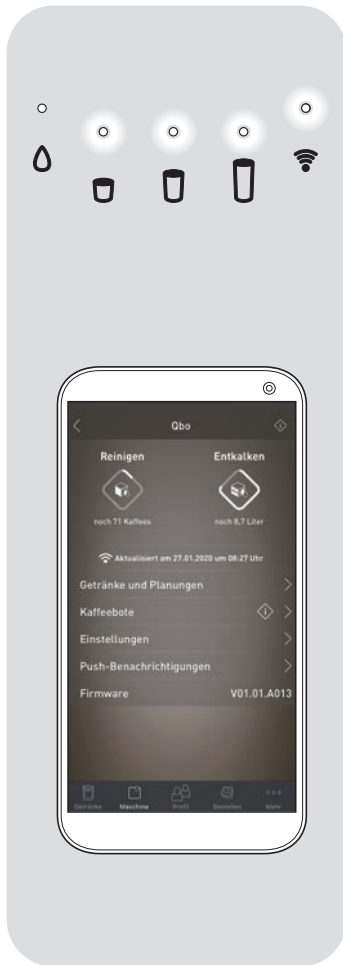 Qbo
Reinigen Entkalken
noch 71 Kaffees noch 8,7 Liter
Aktualisiert am 27.01.2020 um 08:27 Uhr
Getränke und Planungen
Kaffeebote
Einstellungen
Push-Benachrichtigungen
Firmware V01.01.A013
Getränke Maschine Profil Bestellen Mehr